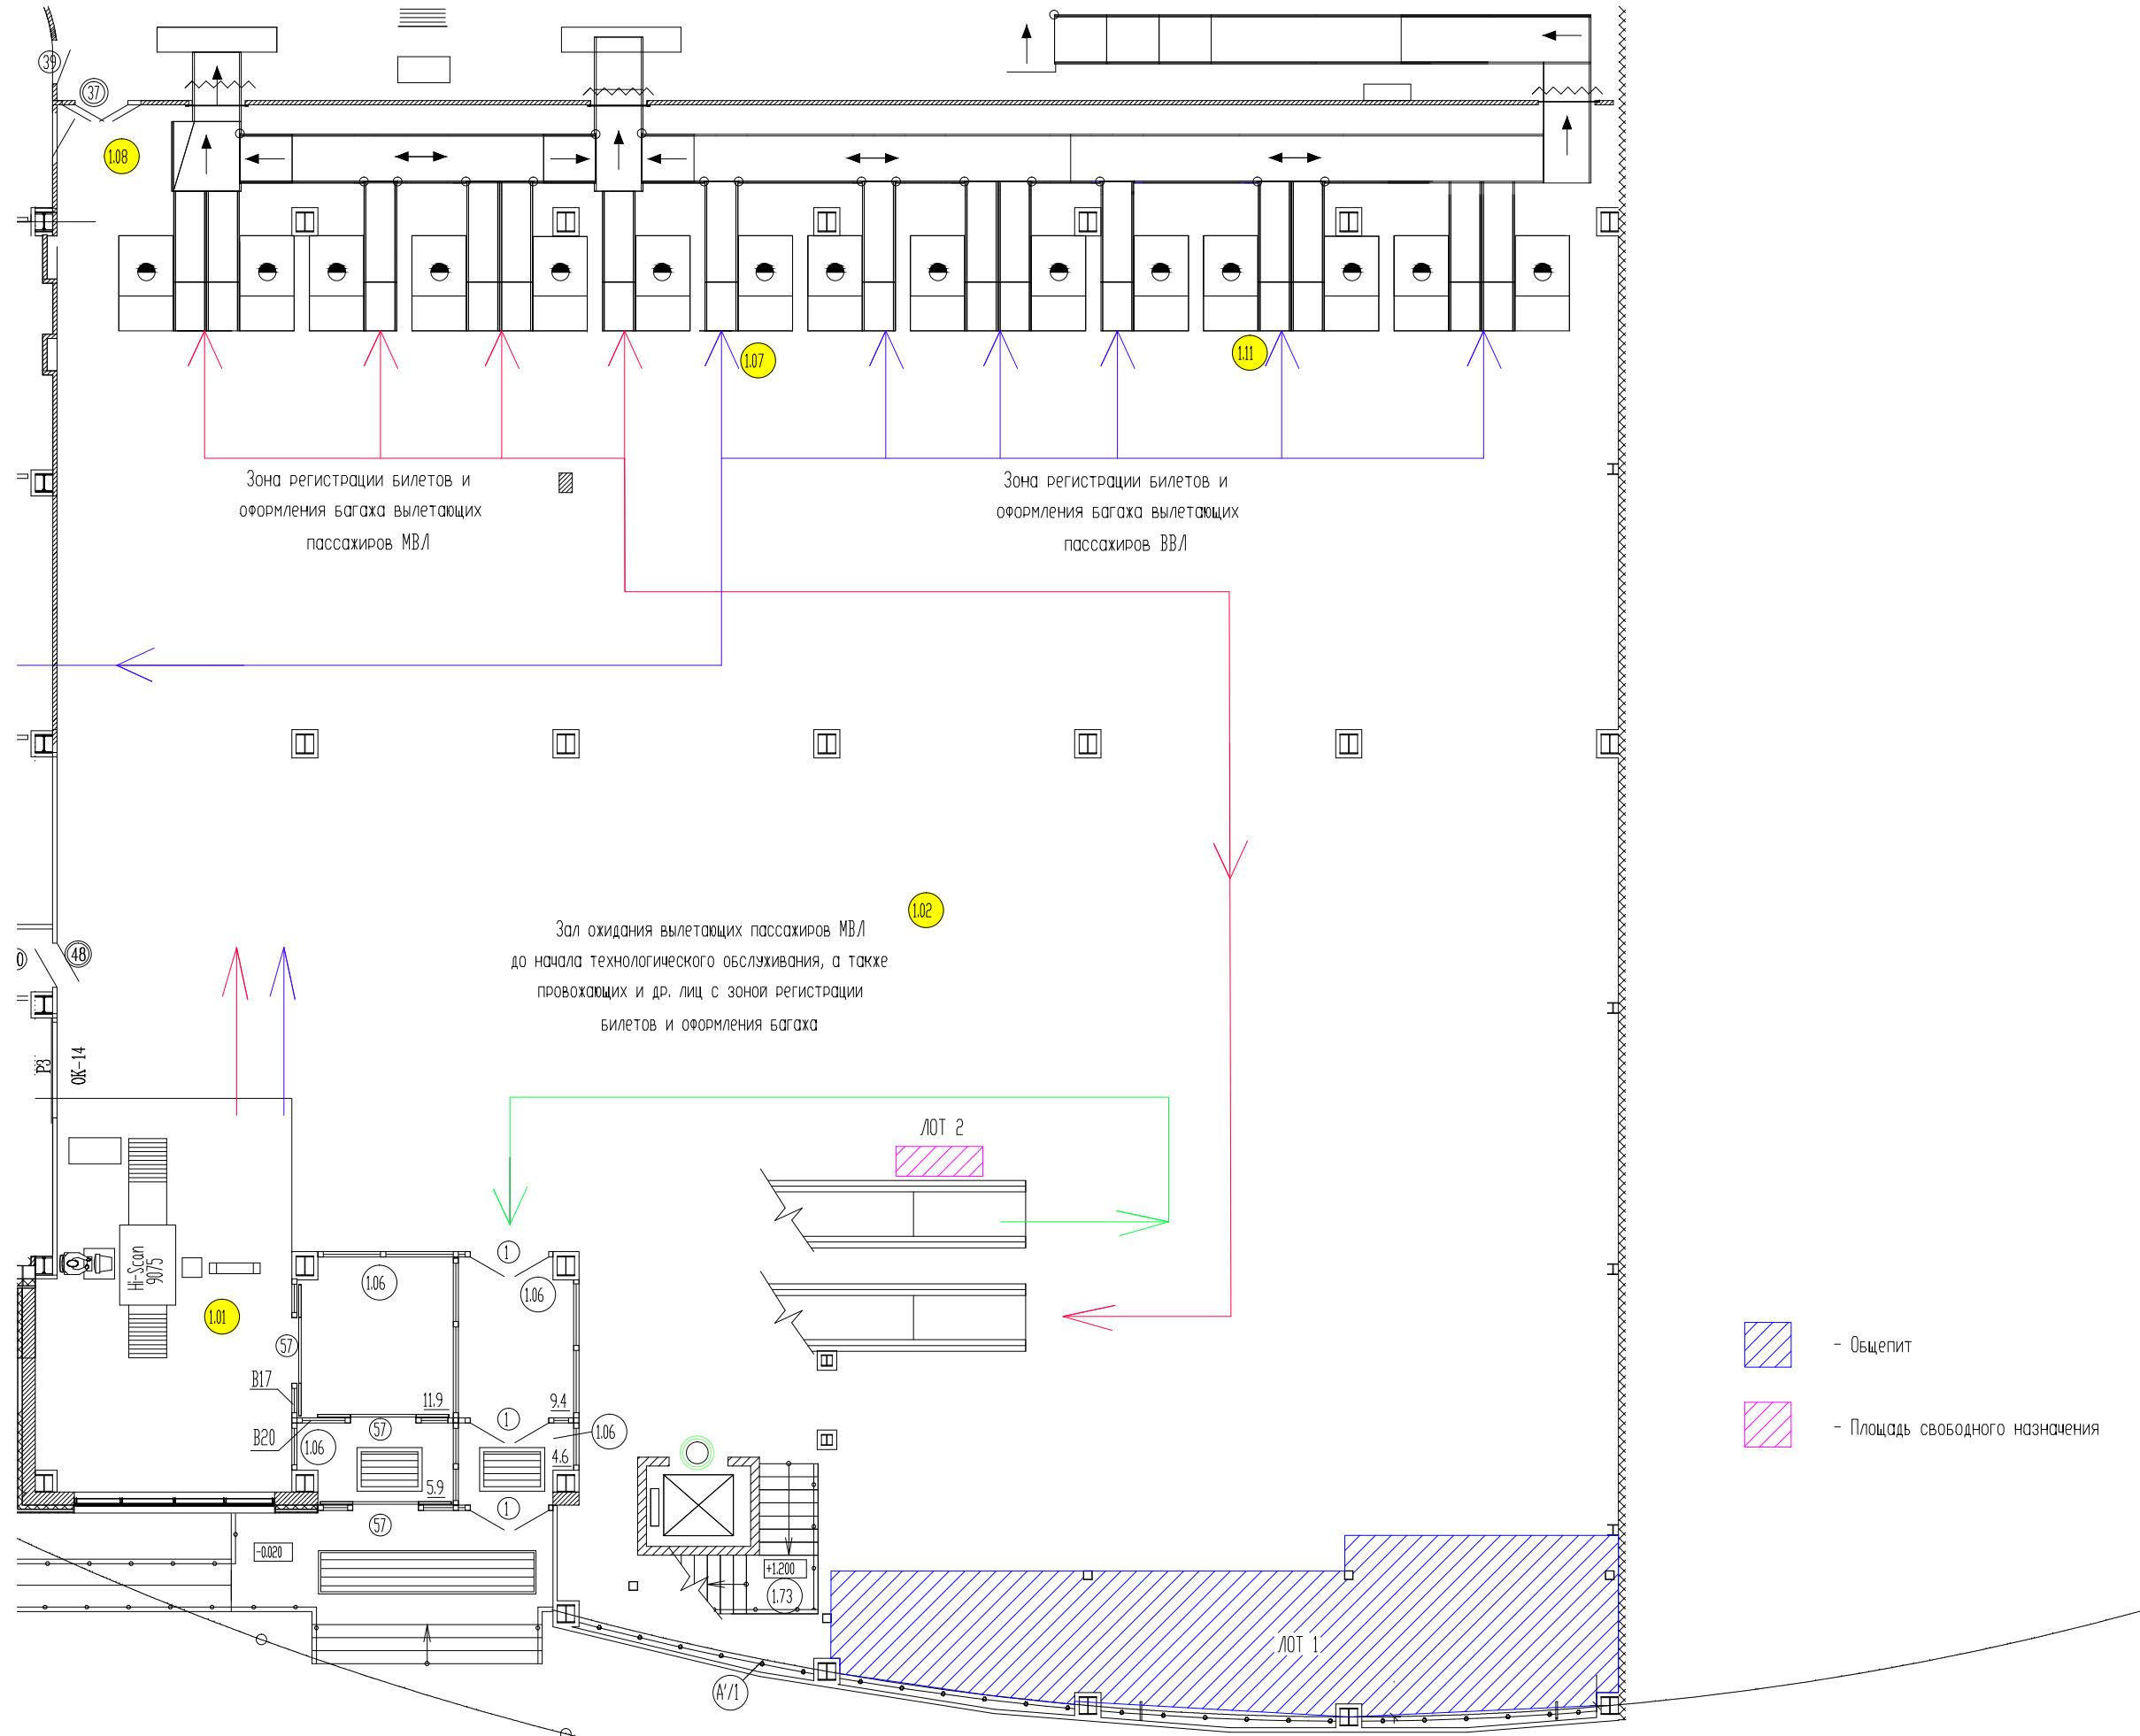 39
37
1.08
1.07
1.11
Зона регистрации билетов и
оформления багажа вылетающих
пассажиров МВЛ
Зона регистрации билетов и
оформления багажа вылетающих
пассажиров ВВЛ
1.02
Зал ожидания вылетающих пассажиров МВЛ
до начала технологического обслуживания, а также
провожающих и др. лиц с зоной регистрации
билетов и оформления багажа
48
Р3
ОК-14
ЛОТ 2
Hi-Scan
9075
1
1.06
1.06
1.01
57
В17
11.9
9.4
1
57
1.06
В20
1.06
4.6
5.9
1
57
-0.020
+1.200
1.73
ЛОТ 1
А'/1
- Общепит
- Площадь свободного назначения